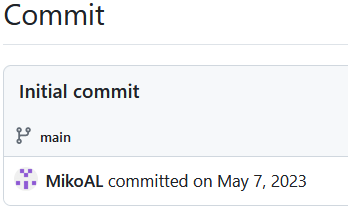 Commit
Initial commit
main
MikoAL committed on May 7, 2023